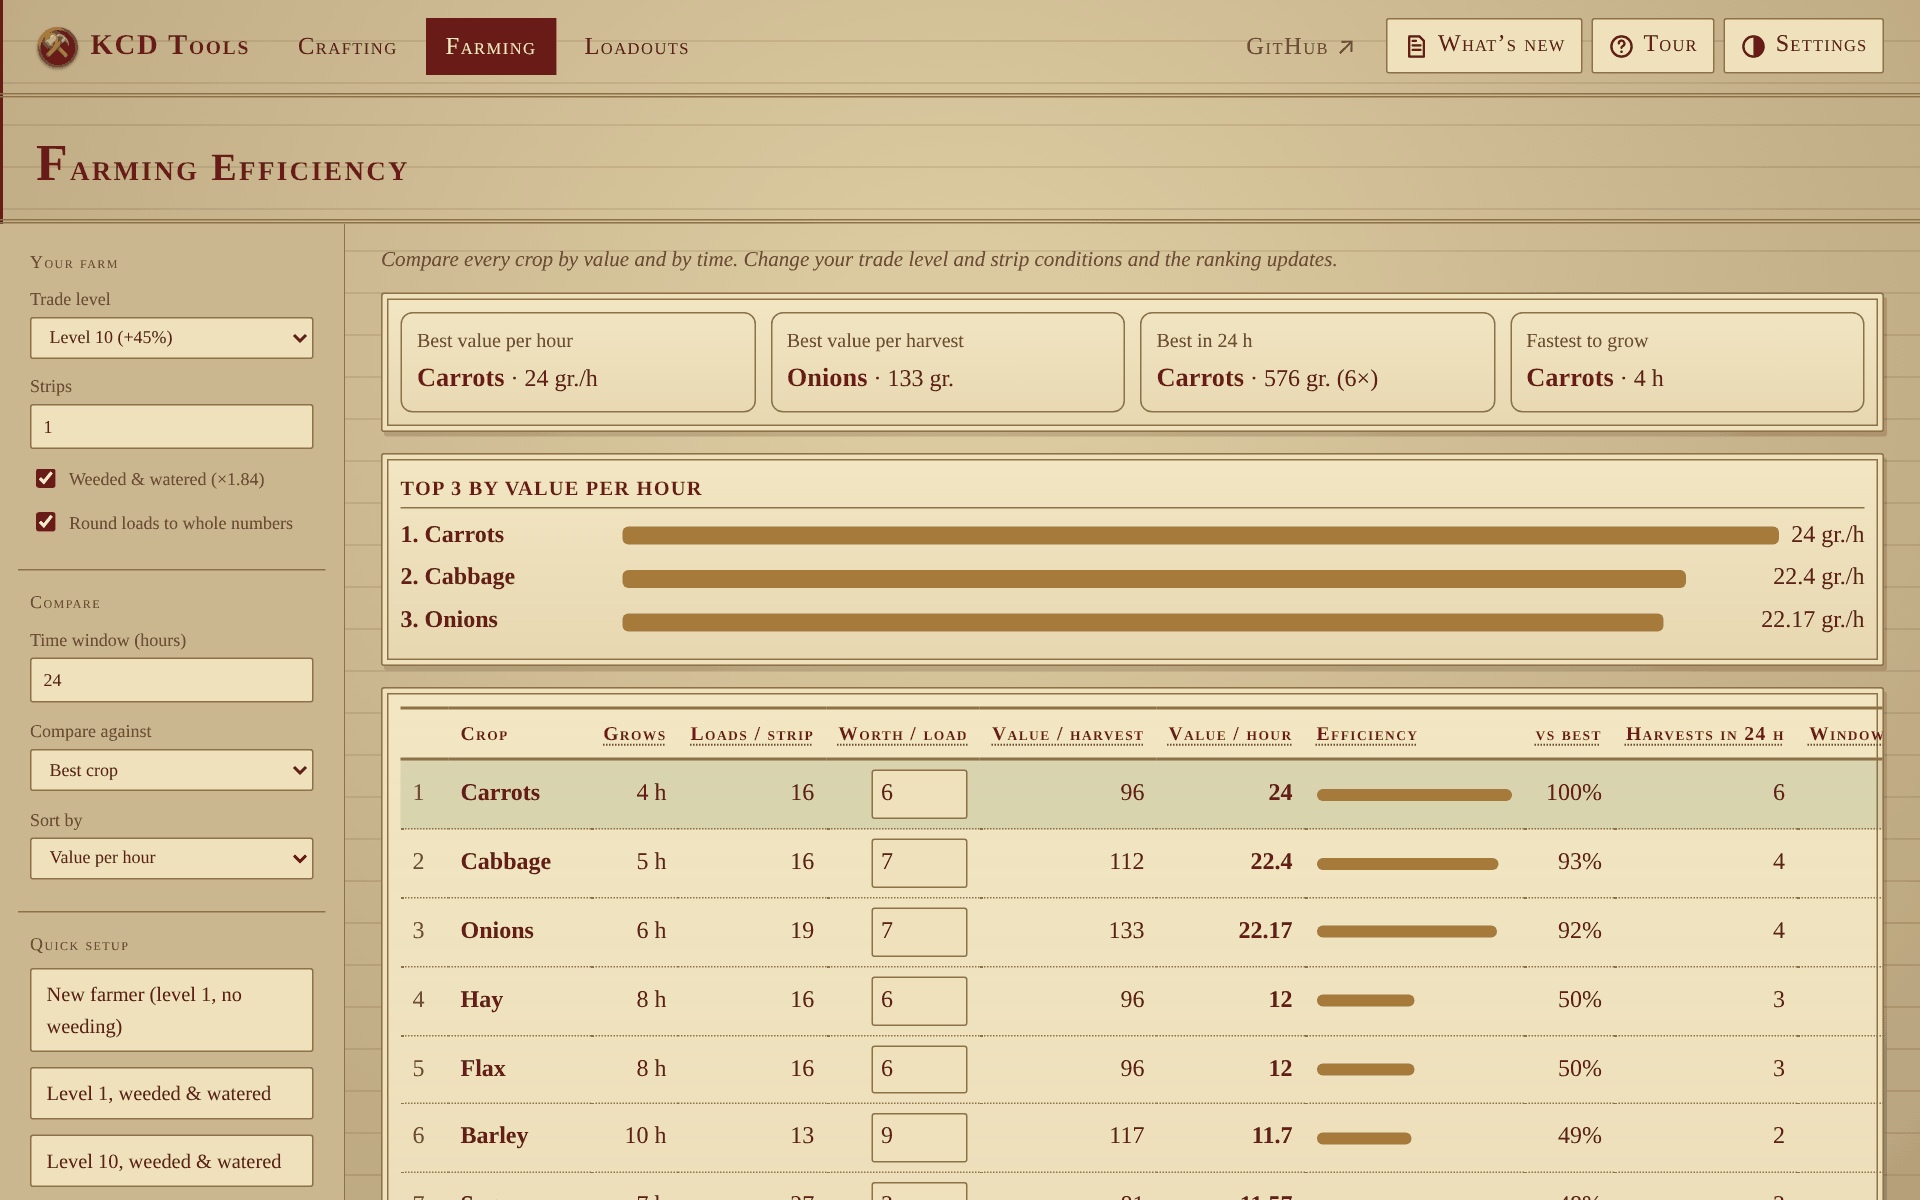 KCD Tools
Crafting
Farming
Loadouts
GitHub ↗
What’s new
Tour
Settings
Farming Efficiency
Your farm
Trade level
Level 10 (+45%)
Strips
1
Weeded & watered (×1.84)
Round loads to whole numbers
Compare
Time window (hours)
24
Compare against
Best crop
Sort by
Value per hour
Quick setup
New farmer (level 1, no
weeding)
Level 1, weeded & watered
Level 10, weeded & watered
Compare every crop by value and by time. Change your trade level and strip conditions and the ranking updates.
Best value per hour
Carrots · 24 gr./h
Best value per harvest
Onions · 133 gr.
Best in 24 h
Carrots · 576 gr. (6×)
Fastest to grow
Carrots · 4 h
TOP 3 BY VALUE PER HOUR
1. Carrots 24 gr./h
2. Cabbage 22.4 gr./h
3. Onions 22.17 gr./h
Crop Grows Loads / strip Worth / load Value / harvest Value / hour Efficiency vs best Harvests in 24 h Window
1 Carrots 4 h 16 6 96 24 100% 6
2 Cabbage 5 h 16 7 112 22.4 93% 4
3 Onions 6 h 19 7 133 22.17 92% 4
4 Hay 8 h 16 6 96 12 50% 3
5 Flax 8 h 16 6 96 12 50% 3
6 Barley 10 h 13 9 117 11.7 49% 2